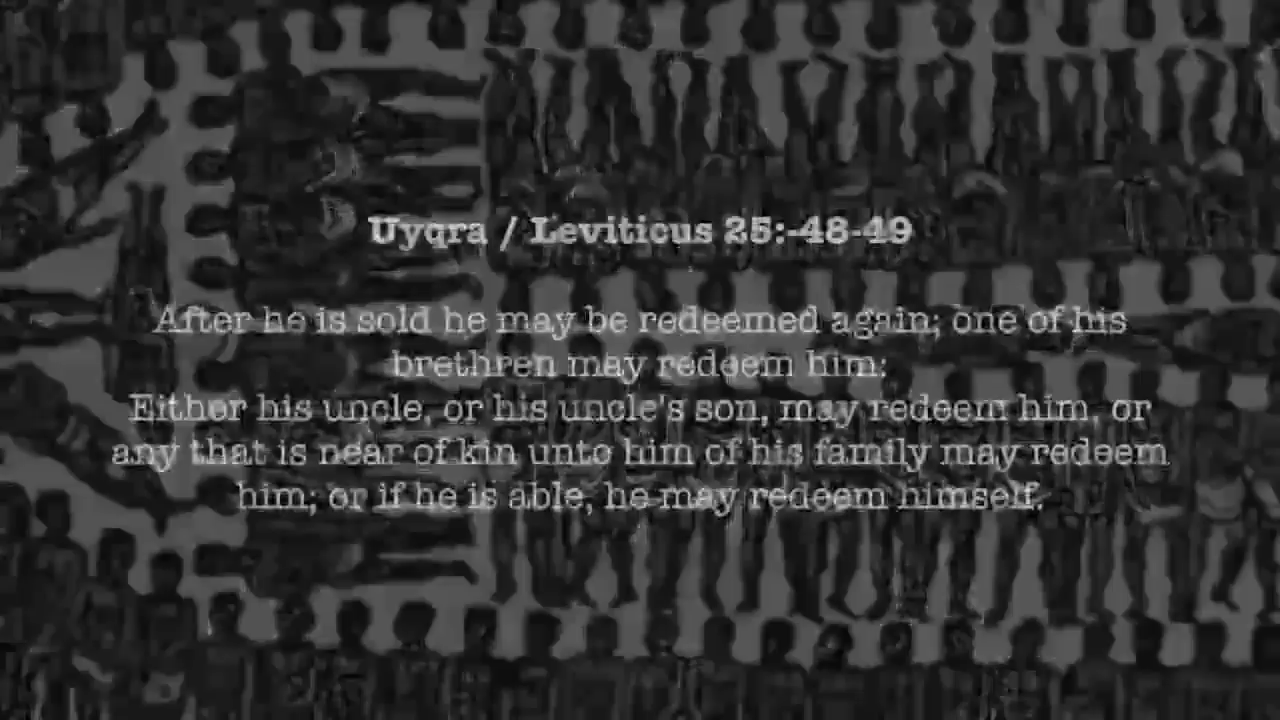 Uyqra / Leviticus 25:-48-49
After he is sold he may be redeemed again; one of his
brethren may redeem him:
Either his uncle, or his uncle's son, may redeem him, or
any that is near of kin unto him of his family may redeem
him; or if he is able, he may redeem himself.